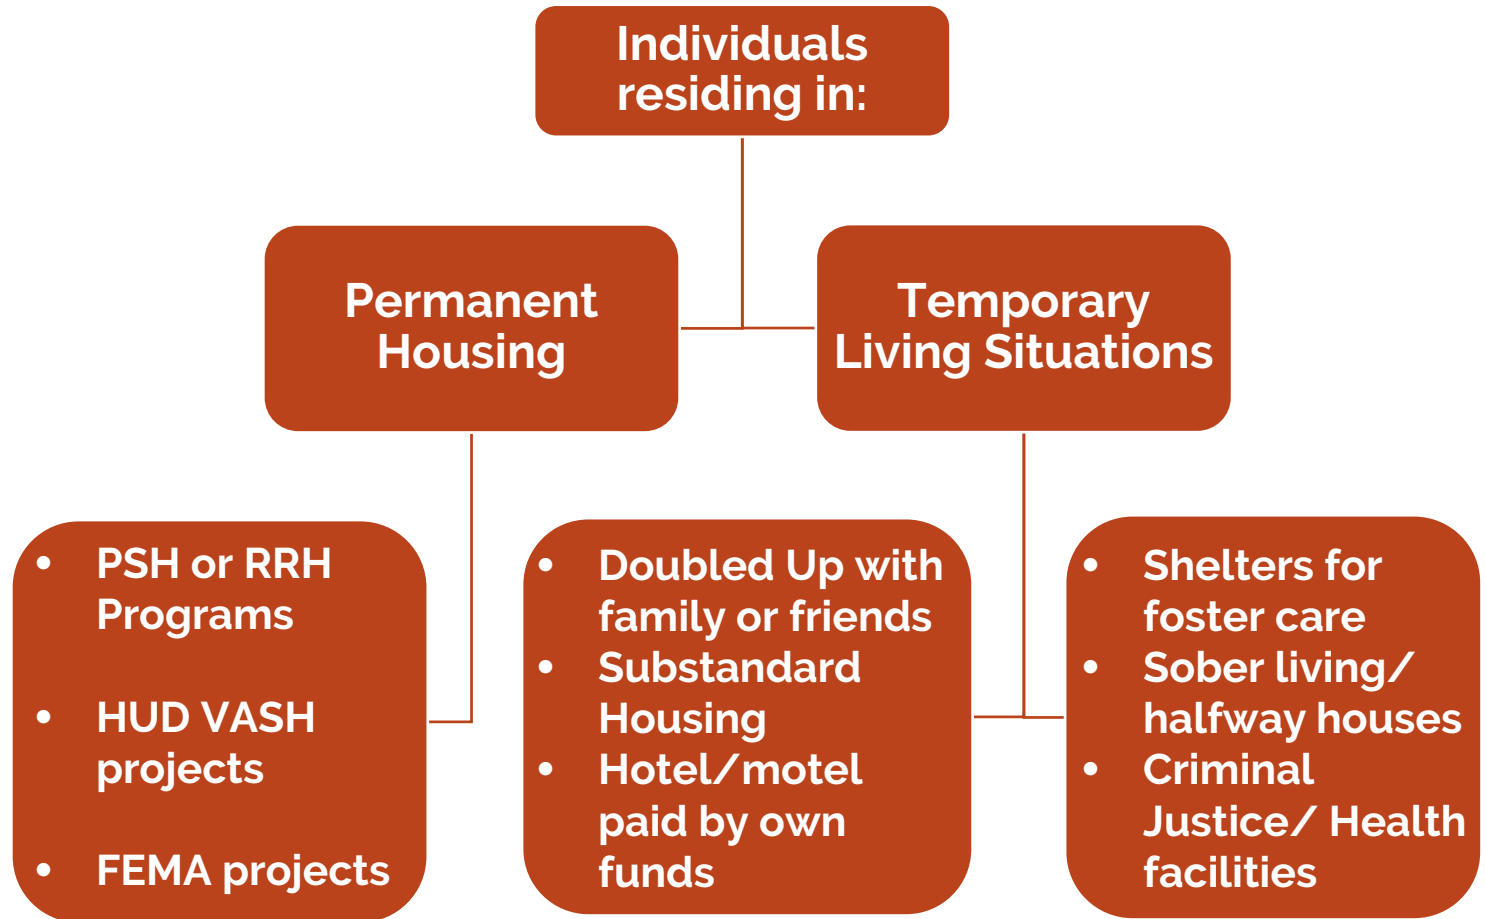 Individuals
residing in:
Permanent
Housing
Temporary
Living Situations
• PSH or RRH
Programs
• HUD VASH
projects
• FEMA projects
• Doubled Up with
family or friends
• Substandard
Housing
• Hotel/motel
paid by own
funds
• Shelters for
foster care
• Sober living/
halfway houses
• Criminal
Justice/ Health
facilities